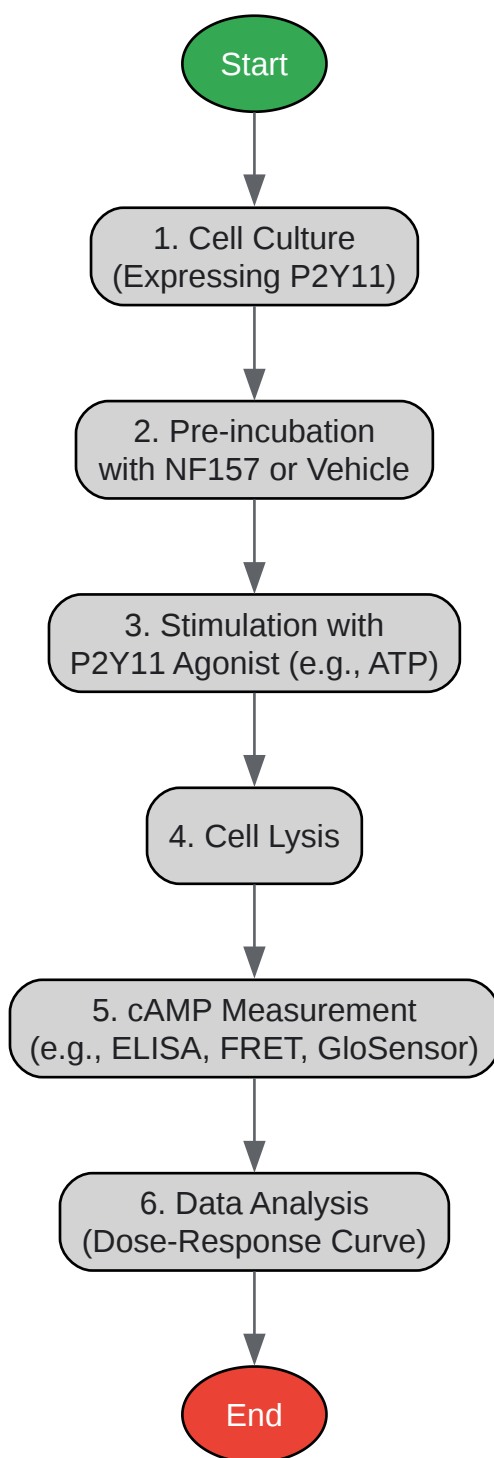 Start
1. Cell Culture
(Expressing P2Y11)
2. Pre-incubation
with NF157 or Vehicle
3. Stimulation with
P2Y11 Agonist (e.g., ATP)
4. Cell Lysis
5. cAMP Measurement
(e.g., ELISA, FRET, GloSensor)
6. Data Analysis
(Dose-Response Curve)
End